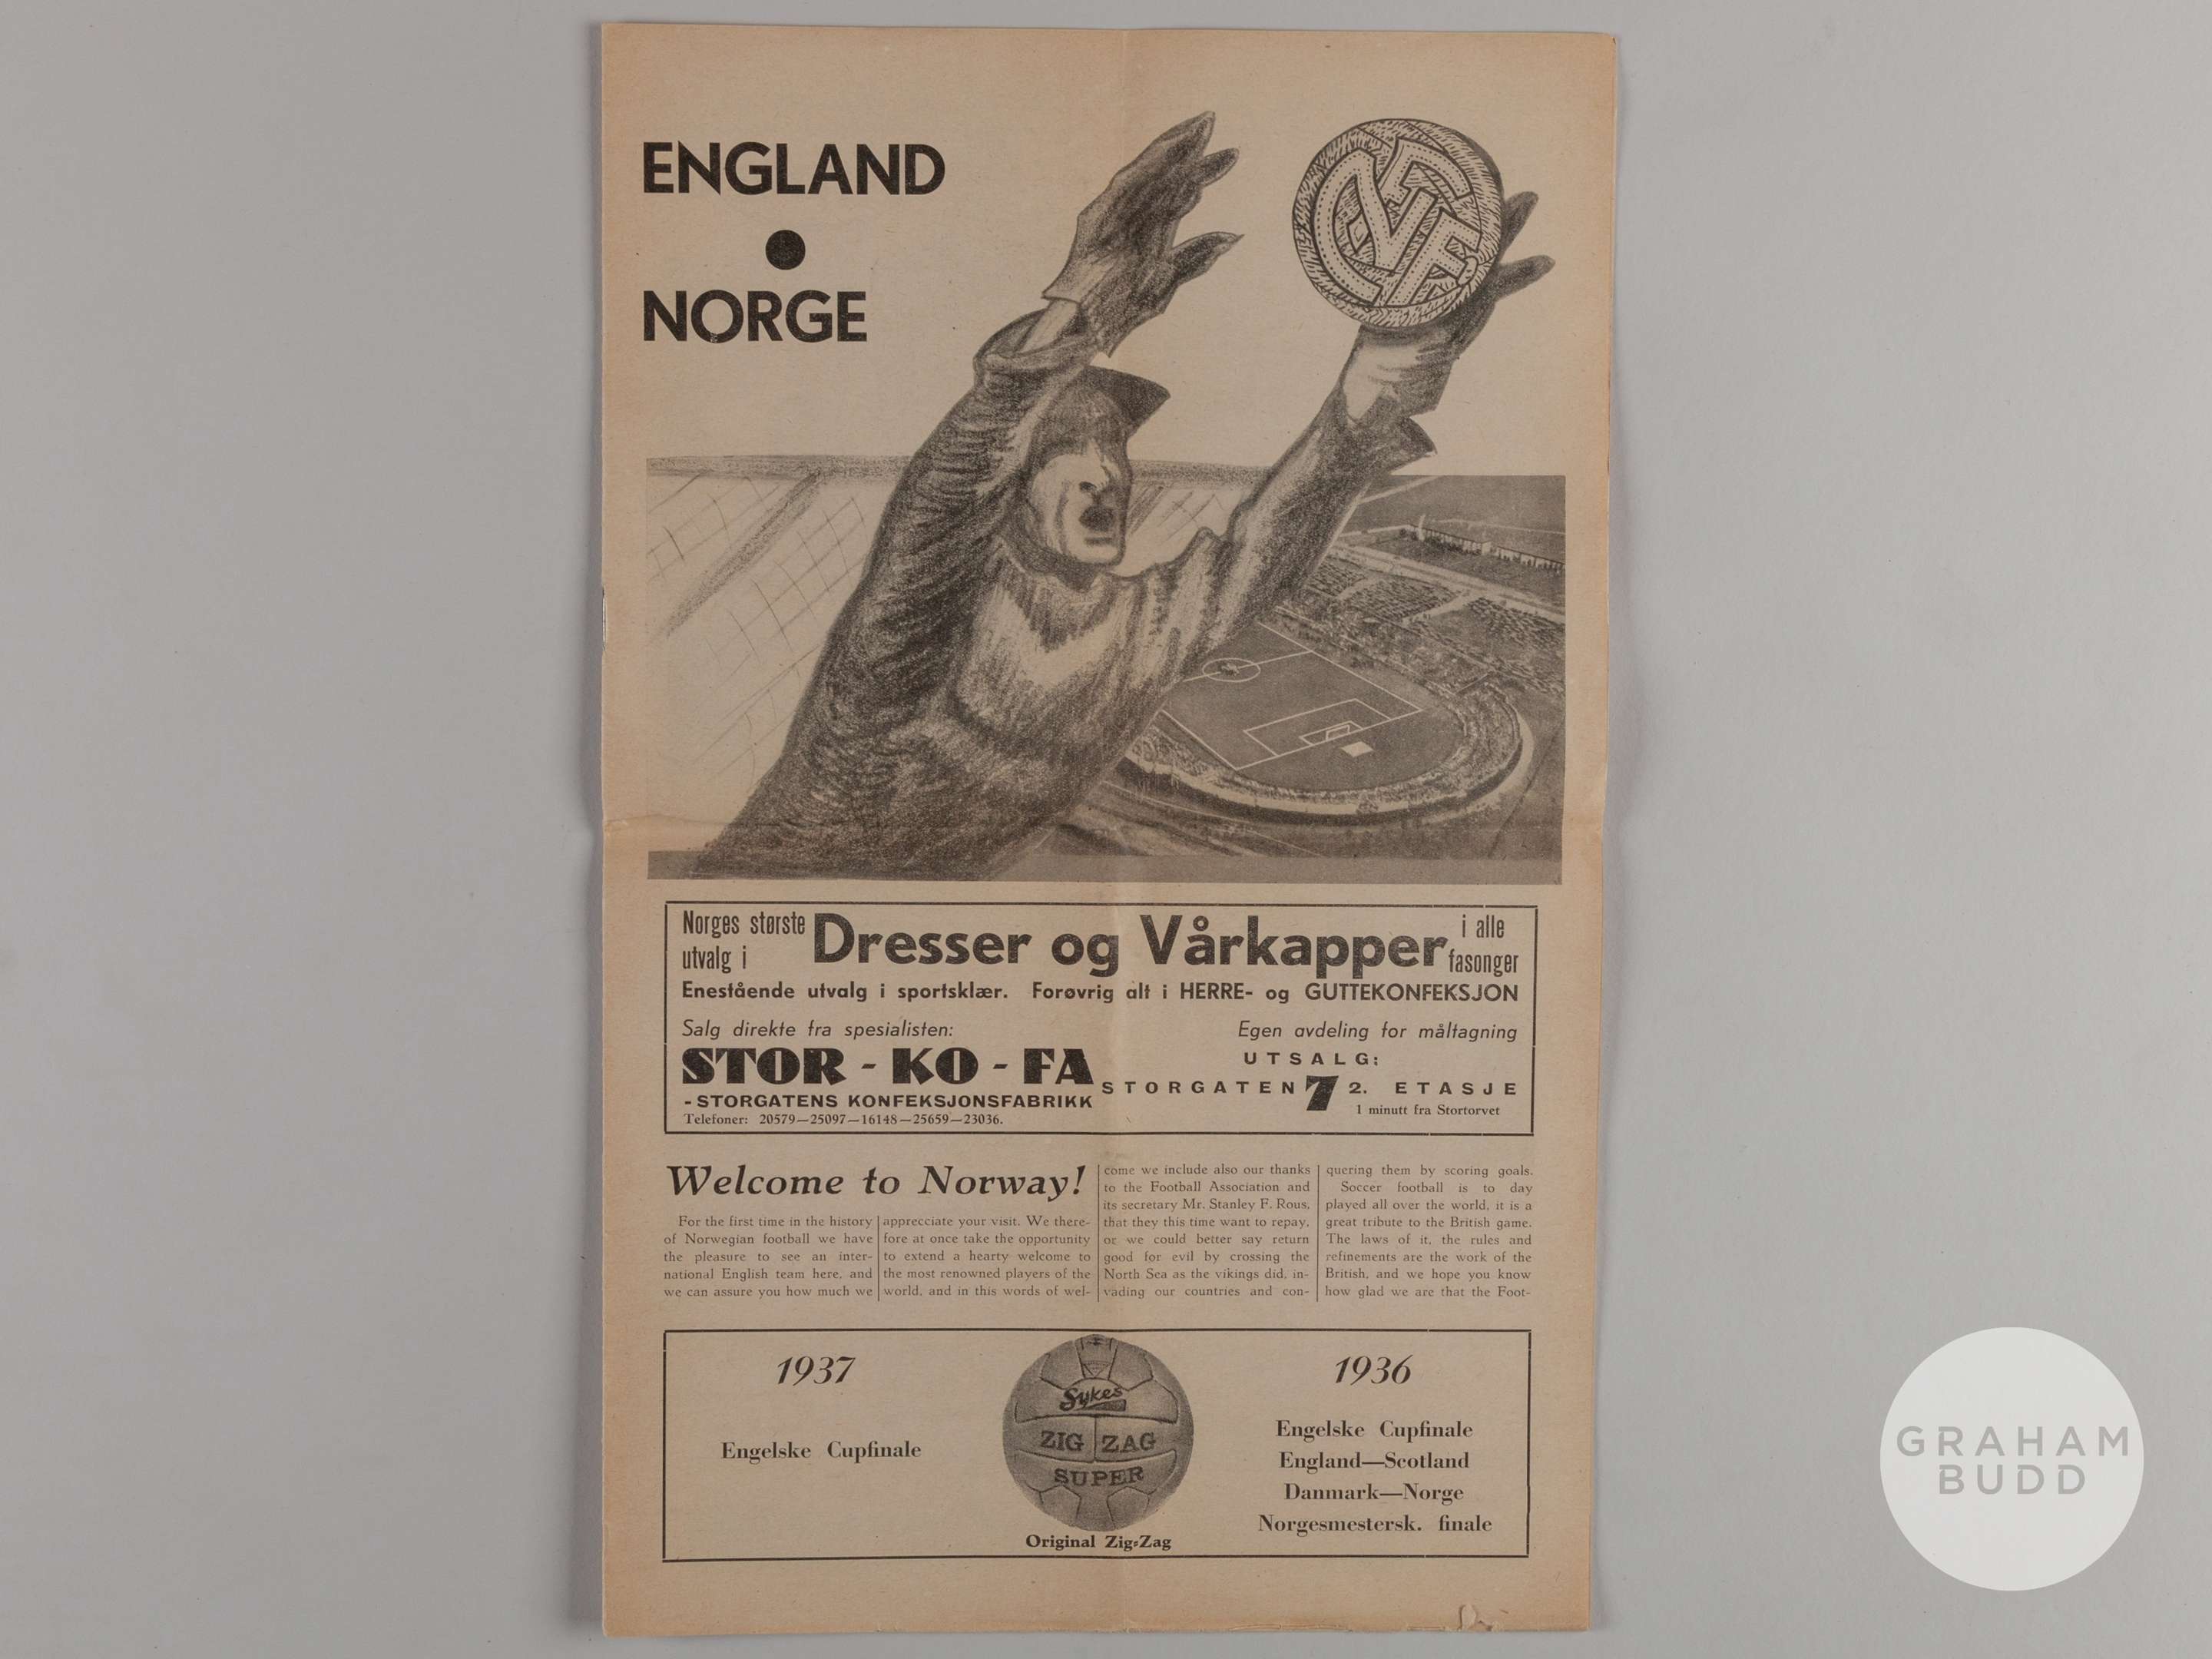 ENGLAND
NORGE
Norges største
utvalg i
Dresser og Vårkapper
i alle
fasonger
Enestående utvalg i sportsklær. Forøvrig alt i HERRE- og GUTTEKONFEKSJON
Salg direkte fra spesialisten:
STOR - KO - FA
- STORGATENS KONFEKSJONSFABRIKK
Telefoner: 20579—25097—16148—25659—23036.
Egen avdeling for måltagning
UTSALG:
STORGATEN 7 2. ETASJE
1 minutt fra Stortorvet
Welcome to Norway!
For the first time in the history
of Norwegian football we have
the pleasure to see an inter-
national English team here, and
we can assure you how much we
apprecciate your visit. We there-
fore at once take the opportunity
to extend a hearty welcome to
the most renowned players of the
world, and in this words of wel-
come we include also our thanks
to the Football Association and
its secretary Mr. Stanley F. Rous,
that they this time want to repay,
or we could better say return
good for evil by crossing the
North Sea as the vikings did, in-
vading our countries and con-
quering them by scoring goals.
Soccer football is to day
played all over the world, it is a
great tribute to the British game.
The laws of it, the rules and
refinements are the work of the
British, and we hope you know
how glad we are that the Foot-
1937
Engelske Cupfinale
Sykes
ZIG ZAG
SUPER
Original Zig-Zag
1936
Engelske Cupfinale
England—Scotland
Danmark—Norge
Norgesmestersk. finale
GRAHAM
BUDD